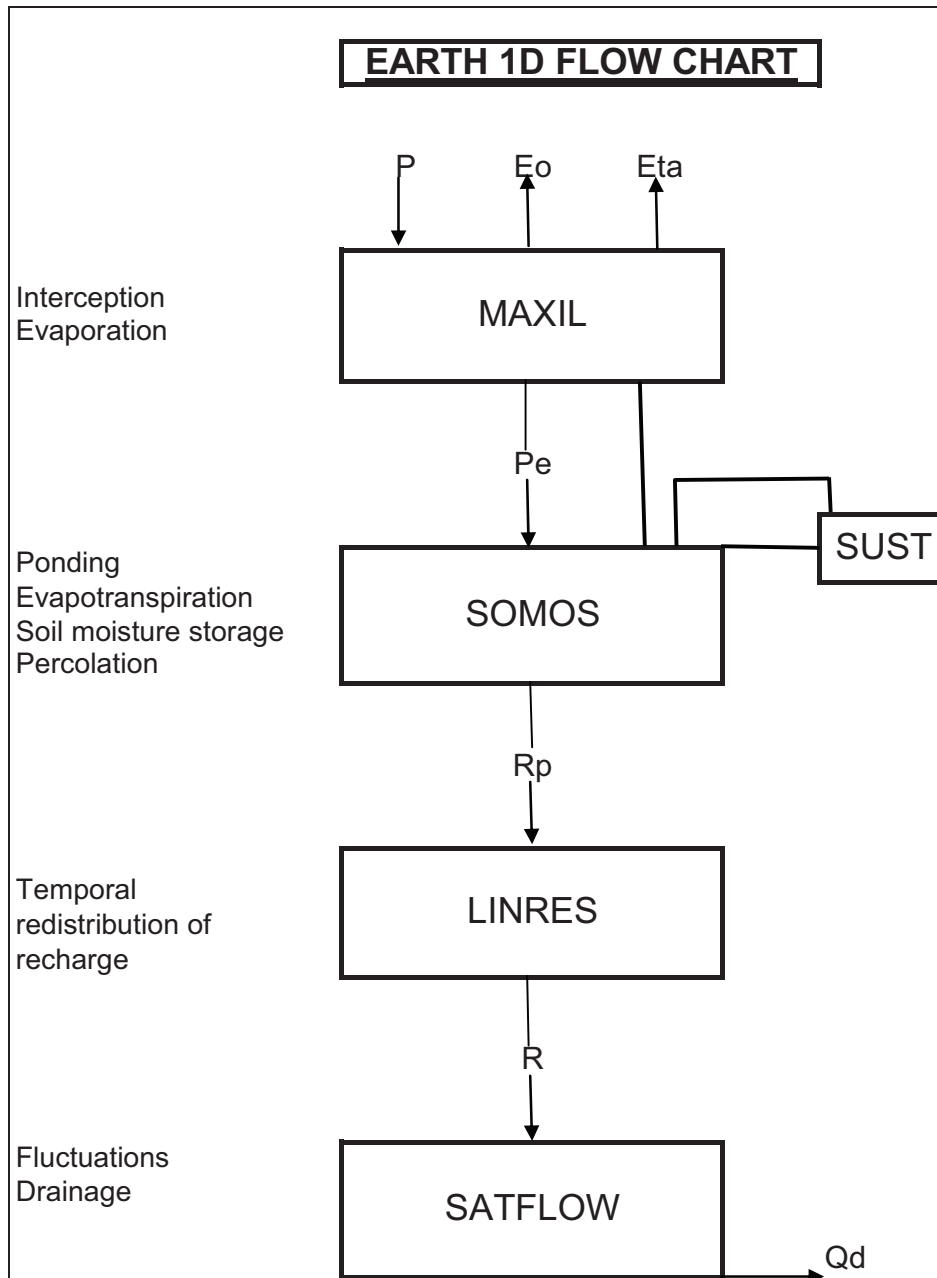 EARTH 1D FLOW CHART
P Eo Eta
Interception
Evaporation
MAXIL
Pe
Ponding
Evapotranspiration
Soil moisture storage
Percolation
SOMOS
SUST
Rp
Temporal
redistribution of
recharge
LINRES
R
Fluctuations
Drainage
SATFLOW
Qd